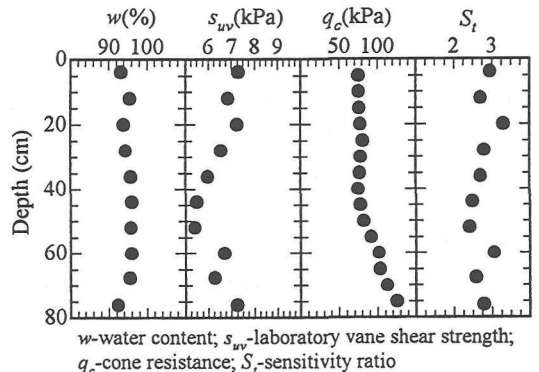 w(%) s_uv(kPa) q_c(kPa) S_t
90 100 6 7 8 9 50 100 2 3
0
20
40
60
80
Depth (cm)
w-water content; s_uv-laboratory vane shear strength;
q_c-cone resistance; S_t-sensitivity ratio